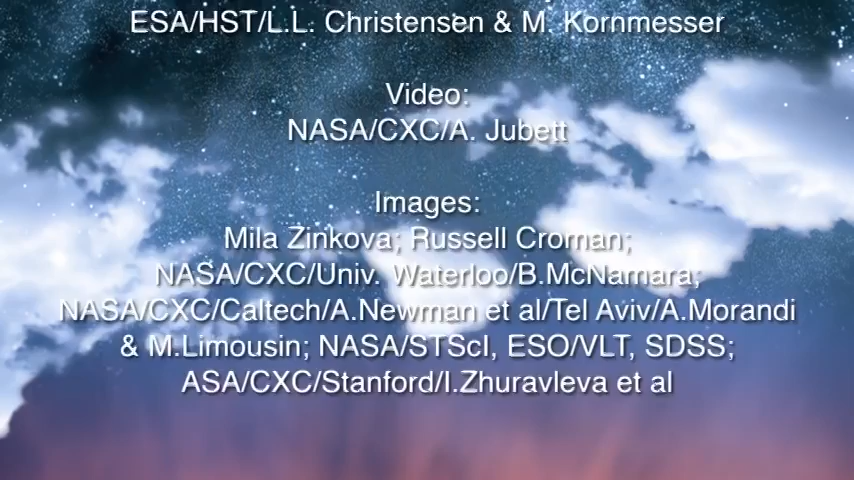 ESA/HST/L.L. Christensen & M. Kornmesser
Video:
NASA/CXC/A. Jubett
Images:
Mila Zinkova; Russell Croman;
NASA/CXC/Univ. Waterloo/B.McNamara;
NASA/CXC/Caltech/A.Newman et al/Tel Aviv/A.Morandi
& M.Limousin; NASA/STScI, ESO/VLT, SDSS;
ASA/CXC/Stanford/I.Zhuravleva et al